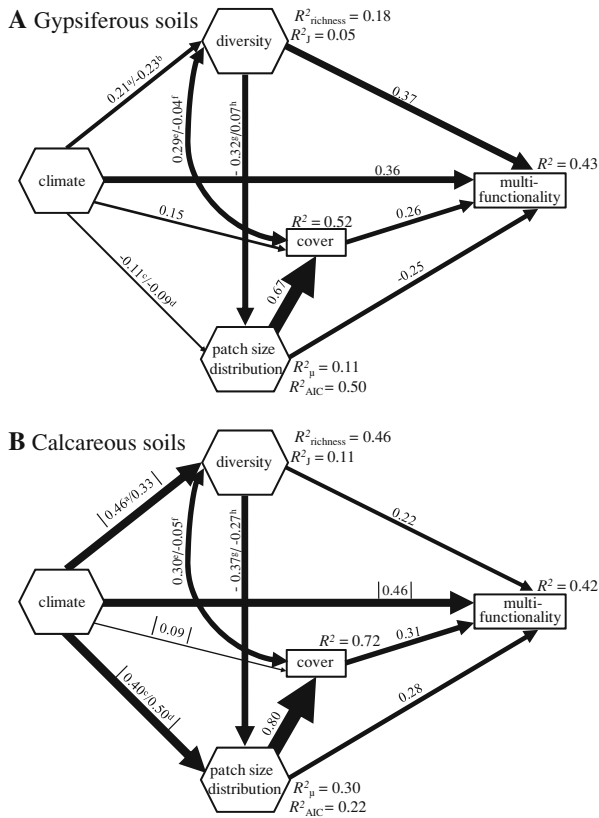 A Gypsiferous soils
R²richness = 0.18
R²J = 0.05
diversity
0.21ᵃ/-0.23ᵇ
0.29ᵉ/-0.04ᶠ
- 0.32ᵍ/0.07ʰ
0.37
R² = 0.43
climate
0.36
multi-
functionality
0.15
R² = 0.52
cover
0.26
-0.11ᶜ/-0.09ᵈ
0.67
-0.25
patch size
distribution
R²μ = 0.11
R²AIC = 0.50
B Calcareous soils
R²richness = 0.46
R²J = 0.11
diversity
|0.46ᵃ/0.33|
0.30ᵉ/-0.05ᶠ
- 0.37ᵍ/-0.27ʰ
0.22
R² = 0.42
climate
|0.46|
multi-
functionality
|0.09|
R² = 0.72
cover
0.31
|0.40ᶜ/0.50ᵈ|
0.80
0.28
patch size
distribution
R²μ = 0.30
R²AIC = 0.22